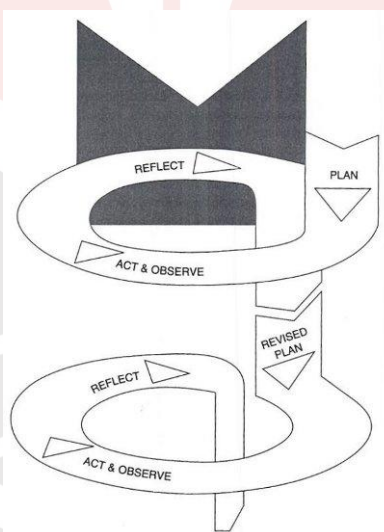 REFLECT
PLAN
ACT & OBSERVE
REVISED
PLAN
REFLECT
ACT & OBSERVE